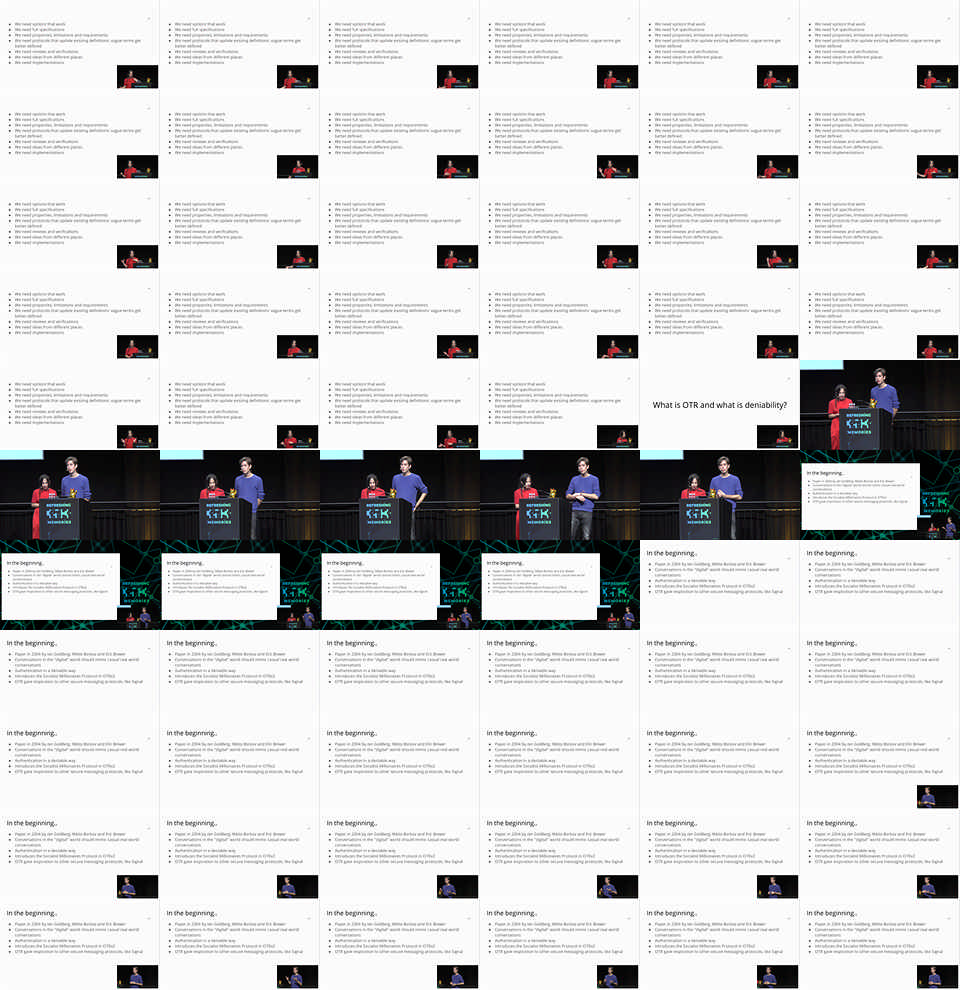 We need options that work
We need full specifications
We need properties, limitations and requirements
We need protocols that update existing definitions: vague terms get
better defined
We need reviews and verifications
We need ideas from different places
We need implementations
What is OTR and what is deniability?
REFRESHING
MEMORIES
In the beginning..
Paper in 2004 by Ian Goldberg, Nikita Borisov and Eric Brewer
Conversations in the "digital" world should mimic casual real world
conversations
Authentication in a deniable way
Introduces the Socialist Millionaires Protocol in OTRv2
OTR gave inspiration to other secure messaging protocols, like Signal